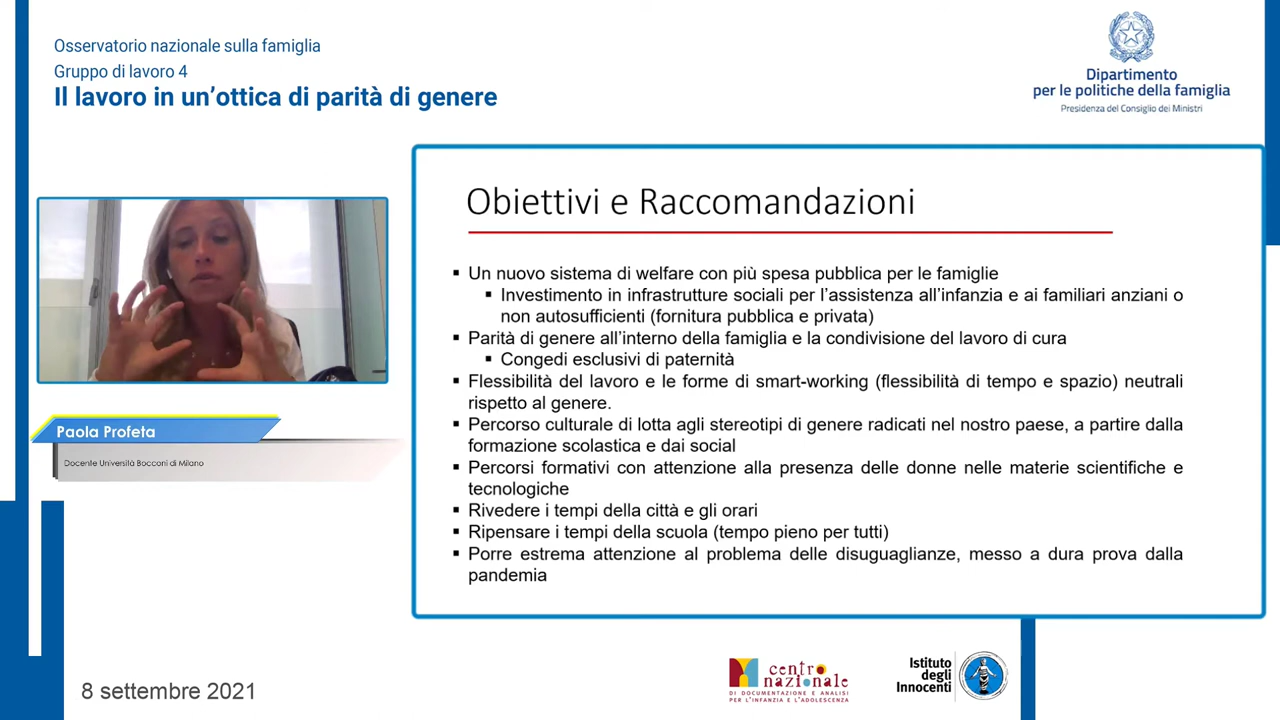 Osservatorio nazionale sulla famiglia
Gruppo di lavoro 4
Il lavoro in un'ottica di parità di genere
Dipartimento
per le politiche della famiglia
Presidenza del Consiglio dei Ministri
Obiettivi e Raccomandazioni
▪ Un nuovo sistema di welfare con più spesa pubblica per le famiglie
▪ Investimento in infrastrutture sociali per l'assistenza all'infanzia e ai familiari anziani o
non autosufficienti (fornitura pubblica e privata)
▪ Parità di genere all'interno della famiglia e la condivisione del lavoro di cura
▪ Congedi esclusivi di paternità
▪ Flessibilità del lavoro e le forme di smart-working (flessibilità di tempo e spazio) neutrali
rispetto al genere.
▪ Percorso culturale di lotta agli stereotipi di genere radicati nel nostro paese, a partire dalla
formazione scolastica e dai social
▪ Percorsi formativi con attenzione alla presenza delle donne nelle materie scientifiche e
tecnologiche
▪ Rivedere i tempi della città e gli orari
▪ Ripensare i tempi della scuola (tempo pieno per tutti)
▪ Porre estrema attenzione al problema delle disuguaglianze, messo a dura prova dalla
pandemia
Paola Profeta
Docente Università Bocconi di Milano
8 settembre 2021
centro
nazionale
DI DOCUMENTAZIONE E ANALISI
PER L'INFANZIA E L'ADOLESCENZA
Istituto
degli
Innocenti